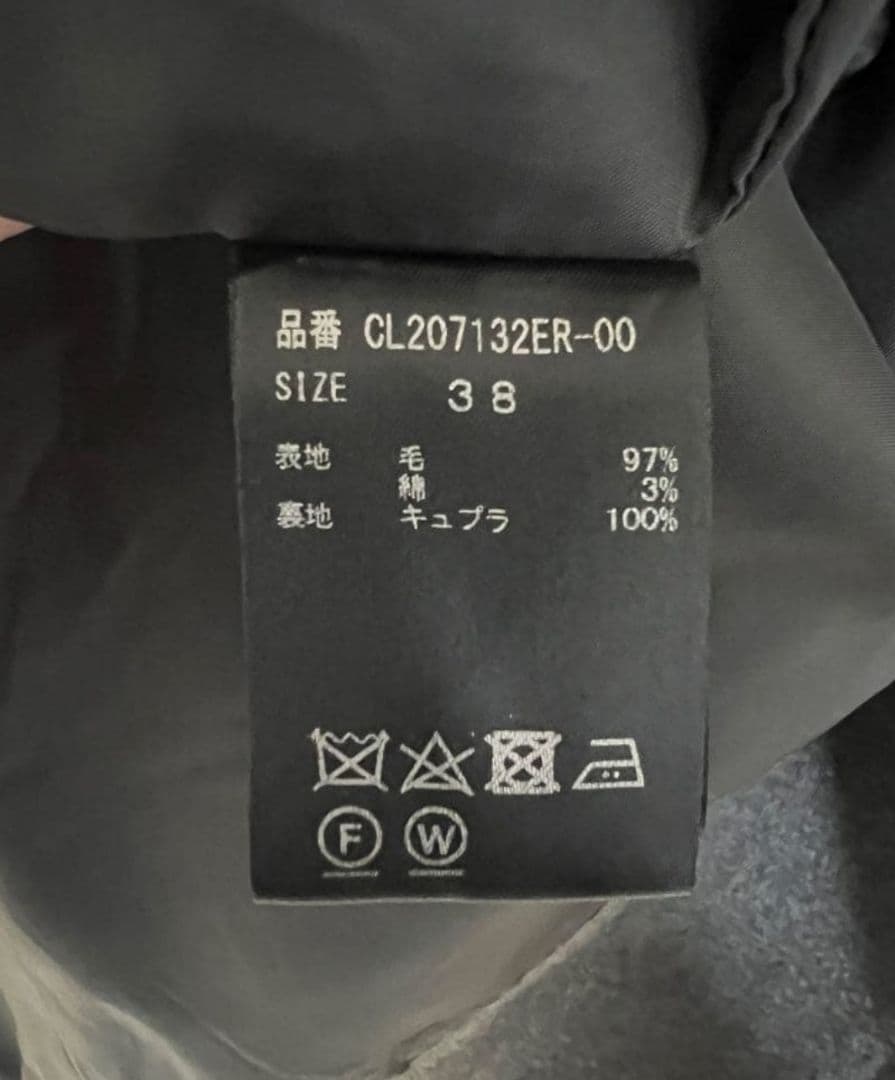 品番 CL207132ER-00
SIZE 38
表地 毛 97%
綿 3%
裏地 キュプラ 100%
F W